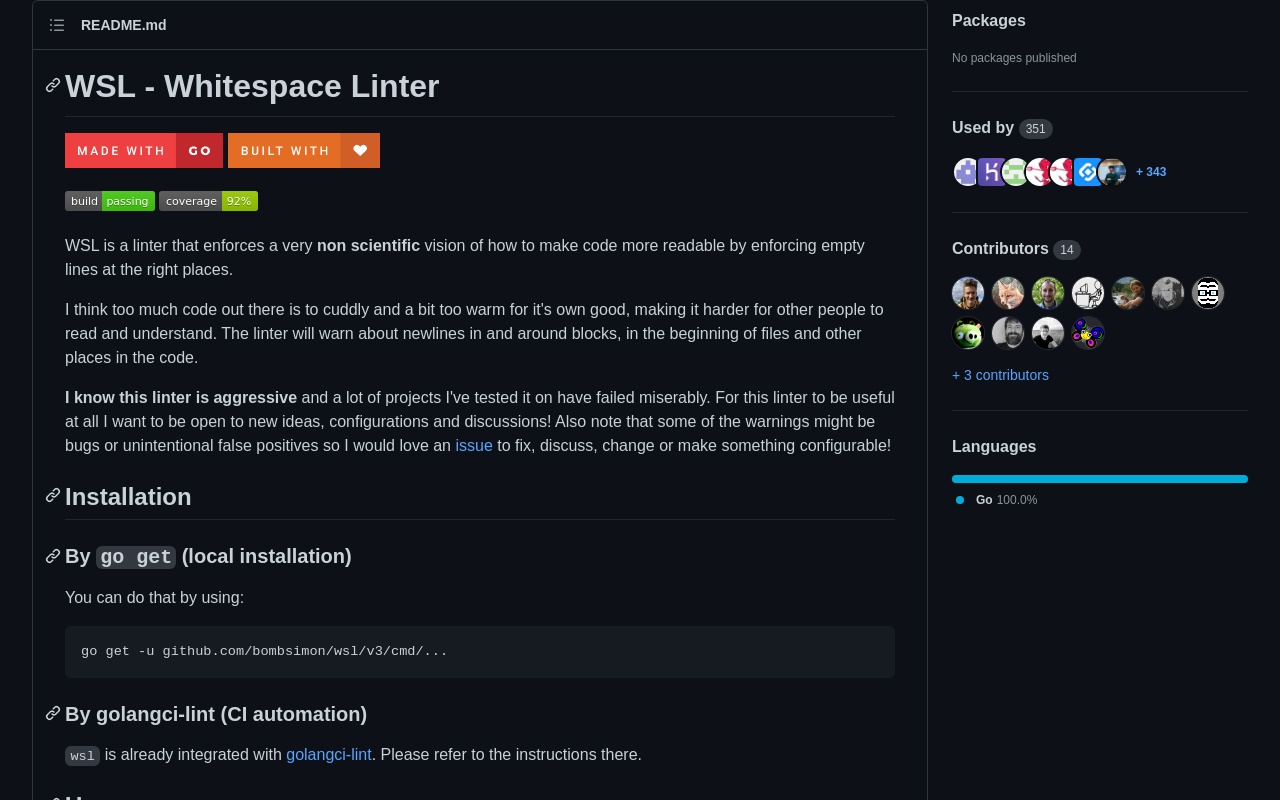 README.md
WSL - Whitespace Linter
MADE WITH GO BUILT WITH
build passing coverage 92%
WSL is a linter that enforces a very non scientific vision of how to make code more readable by enforcing empty
lines at the right places.
I think too much code out there is to cuddly and a bit too warm for it's own good, making it harder for other people to
read and understand. The linter will warn about newlines in and around blocks, in the beginning of files and other
places in the code.
I know this linter is aggressive and a lot of projects I've tested it on have failed miserably. For this linter to be useful
at all I want to be open to new ideas, configurations and discussions! Also note that some of the warnings might be
bugs or unintentional false positives so I would love an issue to fix, discuss, change or make something configurable!
Installation
By go get (local installation)
You can do that by using:
go get -u github.com/bombsimon/wsl/v3/cmd/...
By golangci-lint (CI automation)
wsl is already integrated with golangci-lint. Please refer to the instructions there.
Packages
No packages published
Used by 351
+ 343
Contributors 14
+ 3 contributors
Languages
Go 100.0%